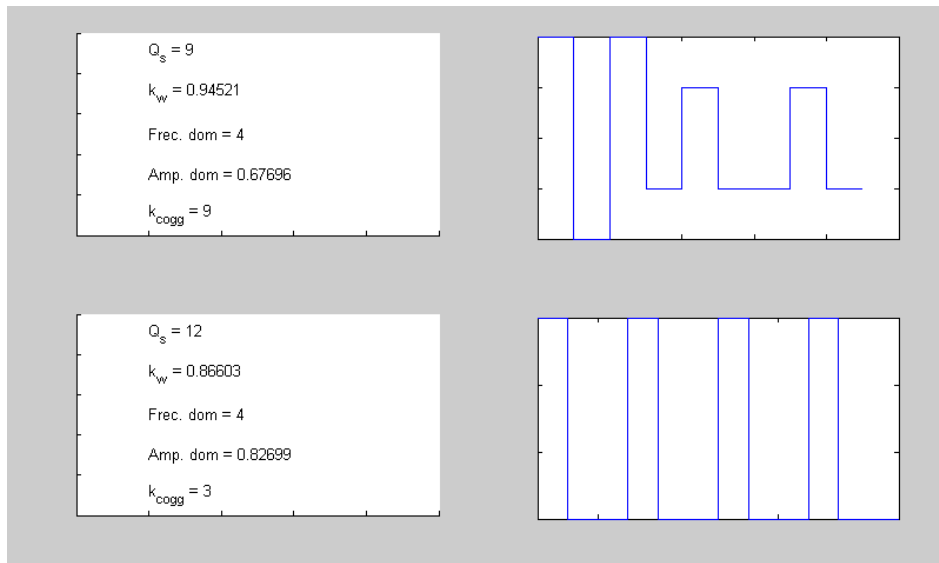 Q_s = 9
k_w = 0.94521
Frec. dom = 4
Amp. dom = 0.67696
k_cogg = 9
Q_s = 12
k_w = 0.86603
Frec. dom = 4
Amp. dom = 0.82699
k_cogg = 3